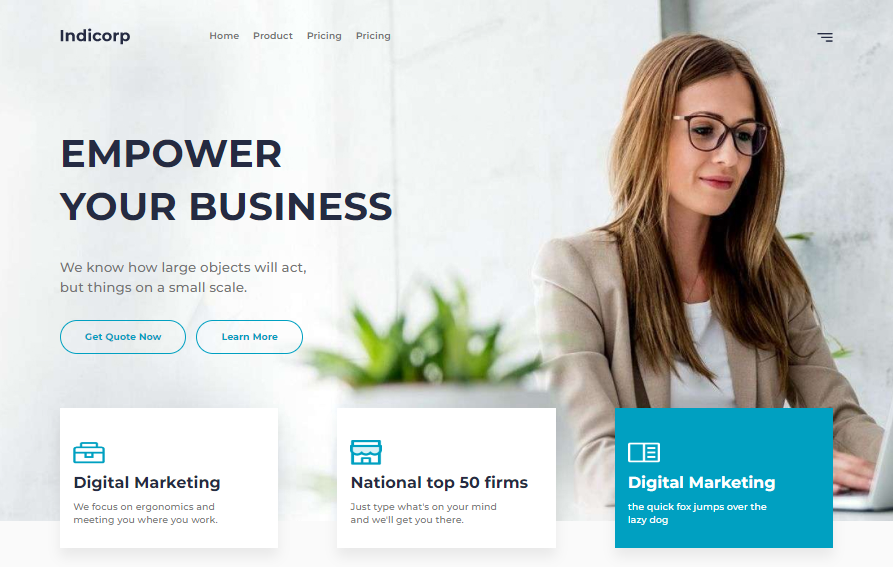 Indicorp
Home Product Pricing Pricing
EMPOWER
YOUR BUSINESS
We know how large objects will act,
but things on a small scale.
Get Quote Now
Learn More
Digital Marketing
We focus on ergonomics and
meeting you where you work.
National top 50 firms
Just type what's on your mind
and we'll get you there.
Digital Marketing
the quick fox jumps over the
lazy dog